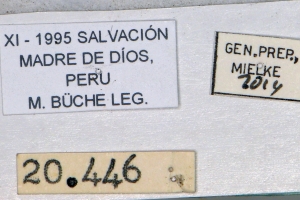 XI - 1995 SALVACIÓN
MADRE DE DÍOS,
PERU
M. BÜCHE LEG.
GEN. PREP.,
MIELKE
2014
20.446